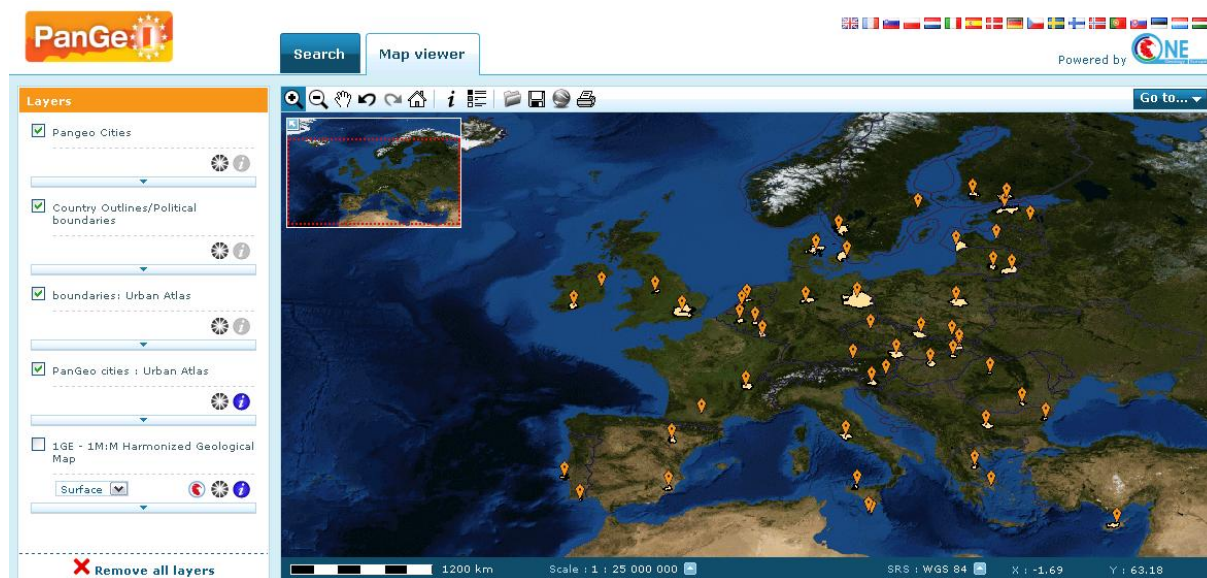 PanGeo
Search
Map viewer
Powered by
ONE
Layers
Go to...
Pangeo Cities
i
Country Outlines/Political
boundaries
i
boundaries: Urban Atlas
i
PanGeo cities : Urban Atlas
i
1GE - 1M:M Harmonized Geological
Map
Surface
i
Remove all layers
i
1200 km
Scale : 1 : 25 000 000
SRS : WGS 84
X : -1.69
Y : 63.18